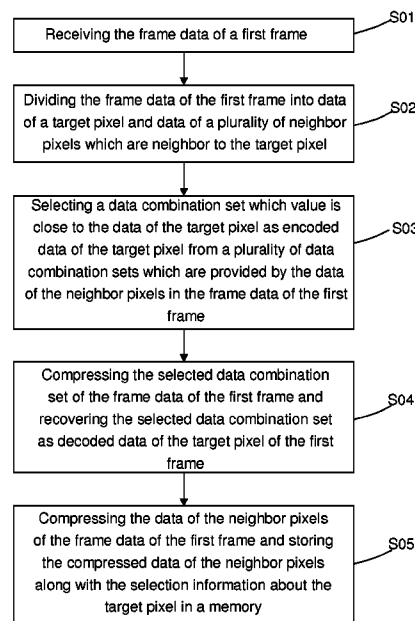 S01
Receiving the frame data of a first frame
S02
Dividing the frame data of the first frame into data
of a target pixel and data of a plurality of neighbor
pixels which are neighbor to the target pixel
S03
Selecting a data combination set which value is
close to the data of the target pixel as encoded
data of the target pixel from a plurality of data
combination sets which are provided by the data
of the neighbor pixels in the frame data of the first
frame
S04
Compressing the selected data combination
set of the frame data of the first frame and
recovering the selected data combination set
as decoded data of the target pixel of the first
frame
S05
Compressing the data of the neighbor pixels
of the frame data of the first frame and storing
the compressed data of the neighbor pixels
along with the selection information about the
target pixel in a memory